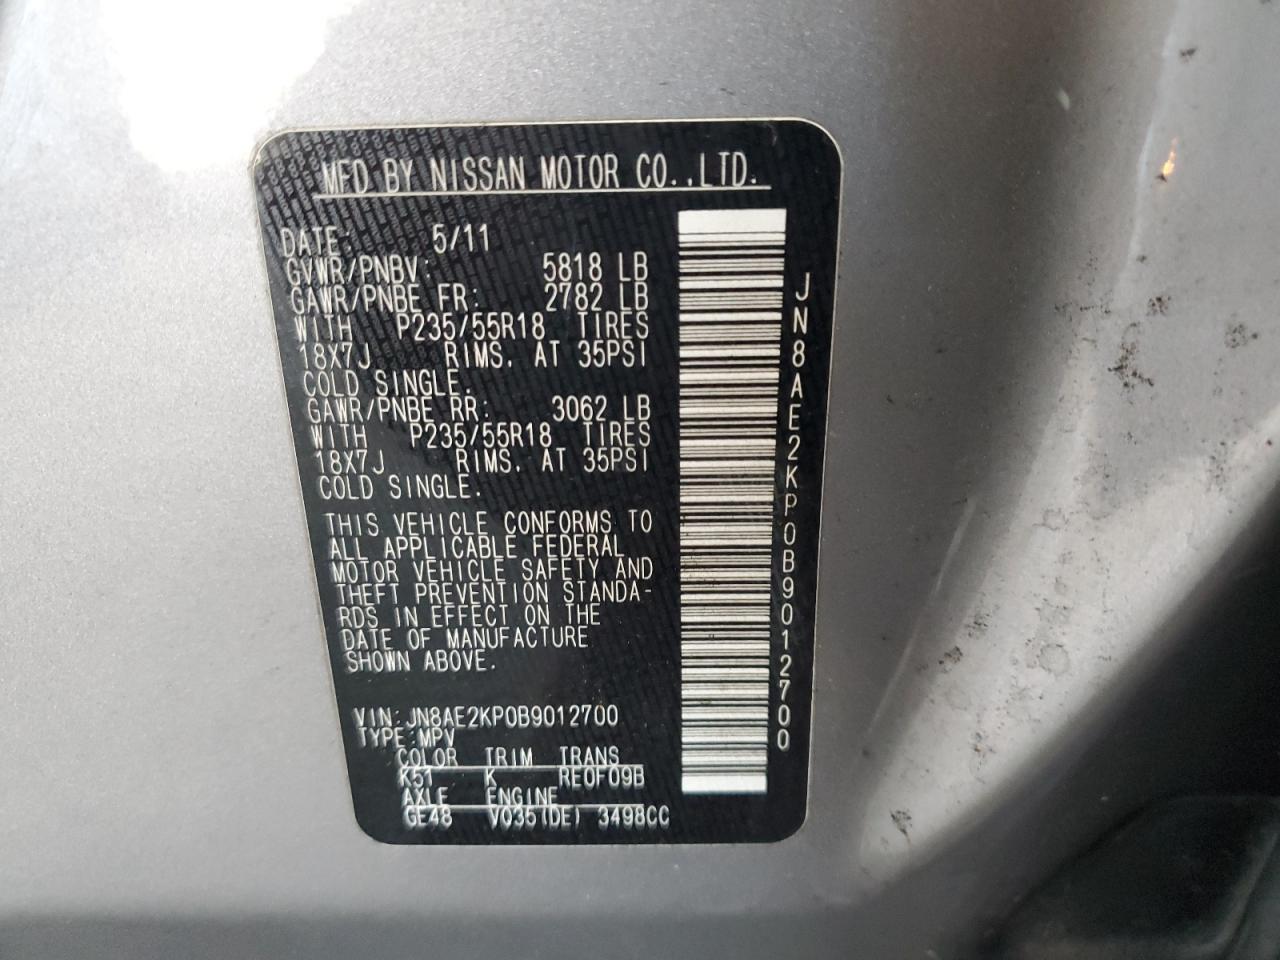 MFD BY NISSAN MOTOR CO.,LTD.
DATE: 5/11
GVWR/PNBV: 5818 LB
GAWR/PNBE FR: 2782 LB
WITH P235/55R18 TIRES
18X7J RIMS. AT 35PSI
COLD SINGLE.
GAWR/PNBE RR: 3062 LB
WITH P235/55R18 TIRES
18X7J RIMS. AT 35PSI
COLD SINGLE.
THIS VEHICLE CONFORMS TO
ALL APPLICABLE FEDERAL
MOTOR VEHICLE SAFETY AND
THEFT PREVENTION STANDA-
RDS IN EFFECT ON THE
DATE OF MANUFACTURE
SHOWN ABOVE.
VIN:JN8AE2KP0B9012700
TYPE:MPV
COLOR TRIM TRANS
K51 K RE0F09B
AXLE ENGINE
GE48 VQ35(DE) 3498CC
JN8AE2KP0B9012700